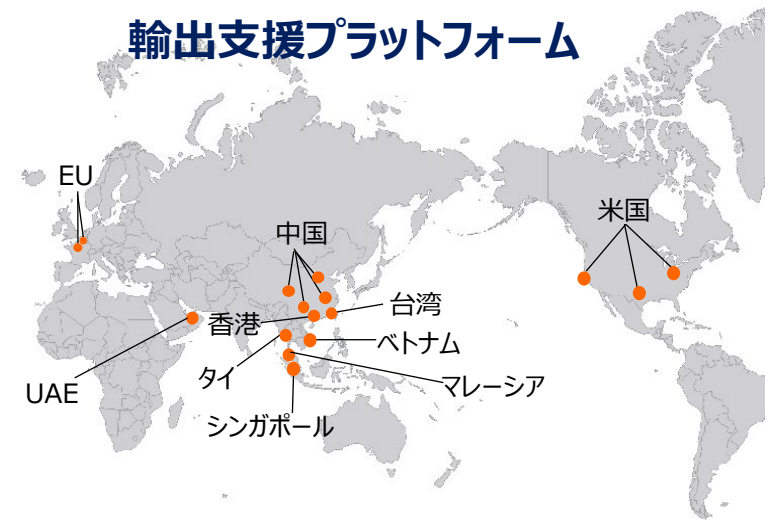 輸出支援プラットフォーム
EU
中国
米国
香港
台湾
ベトナム
UAE
タイ
マレーシア
シンガポール